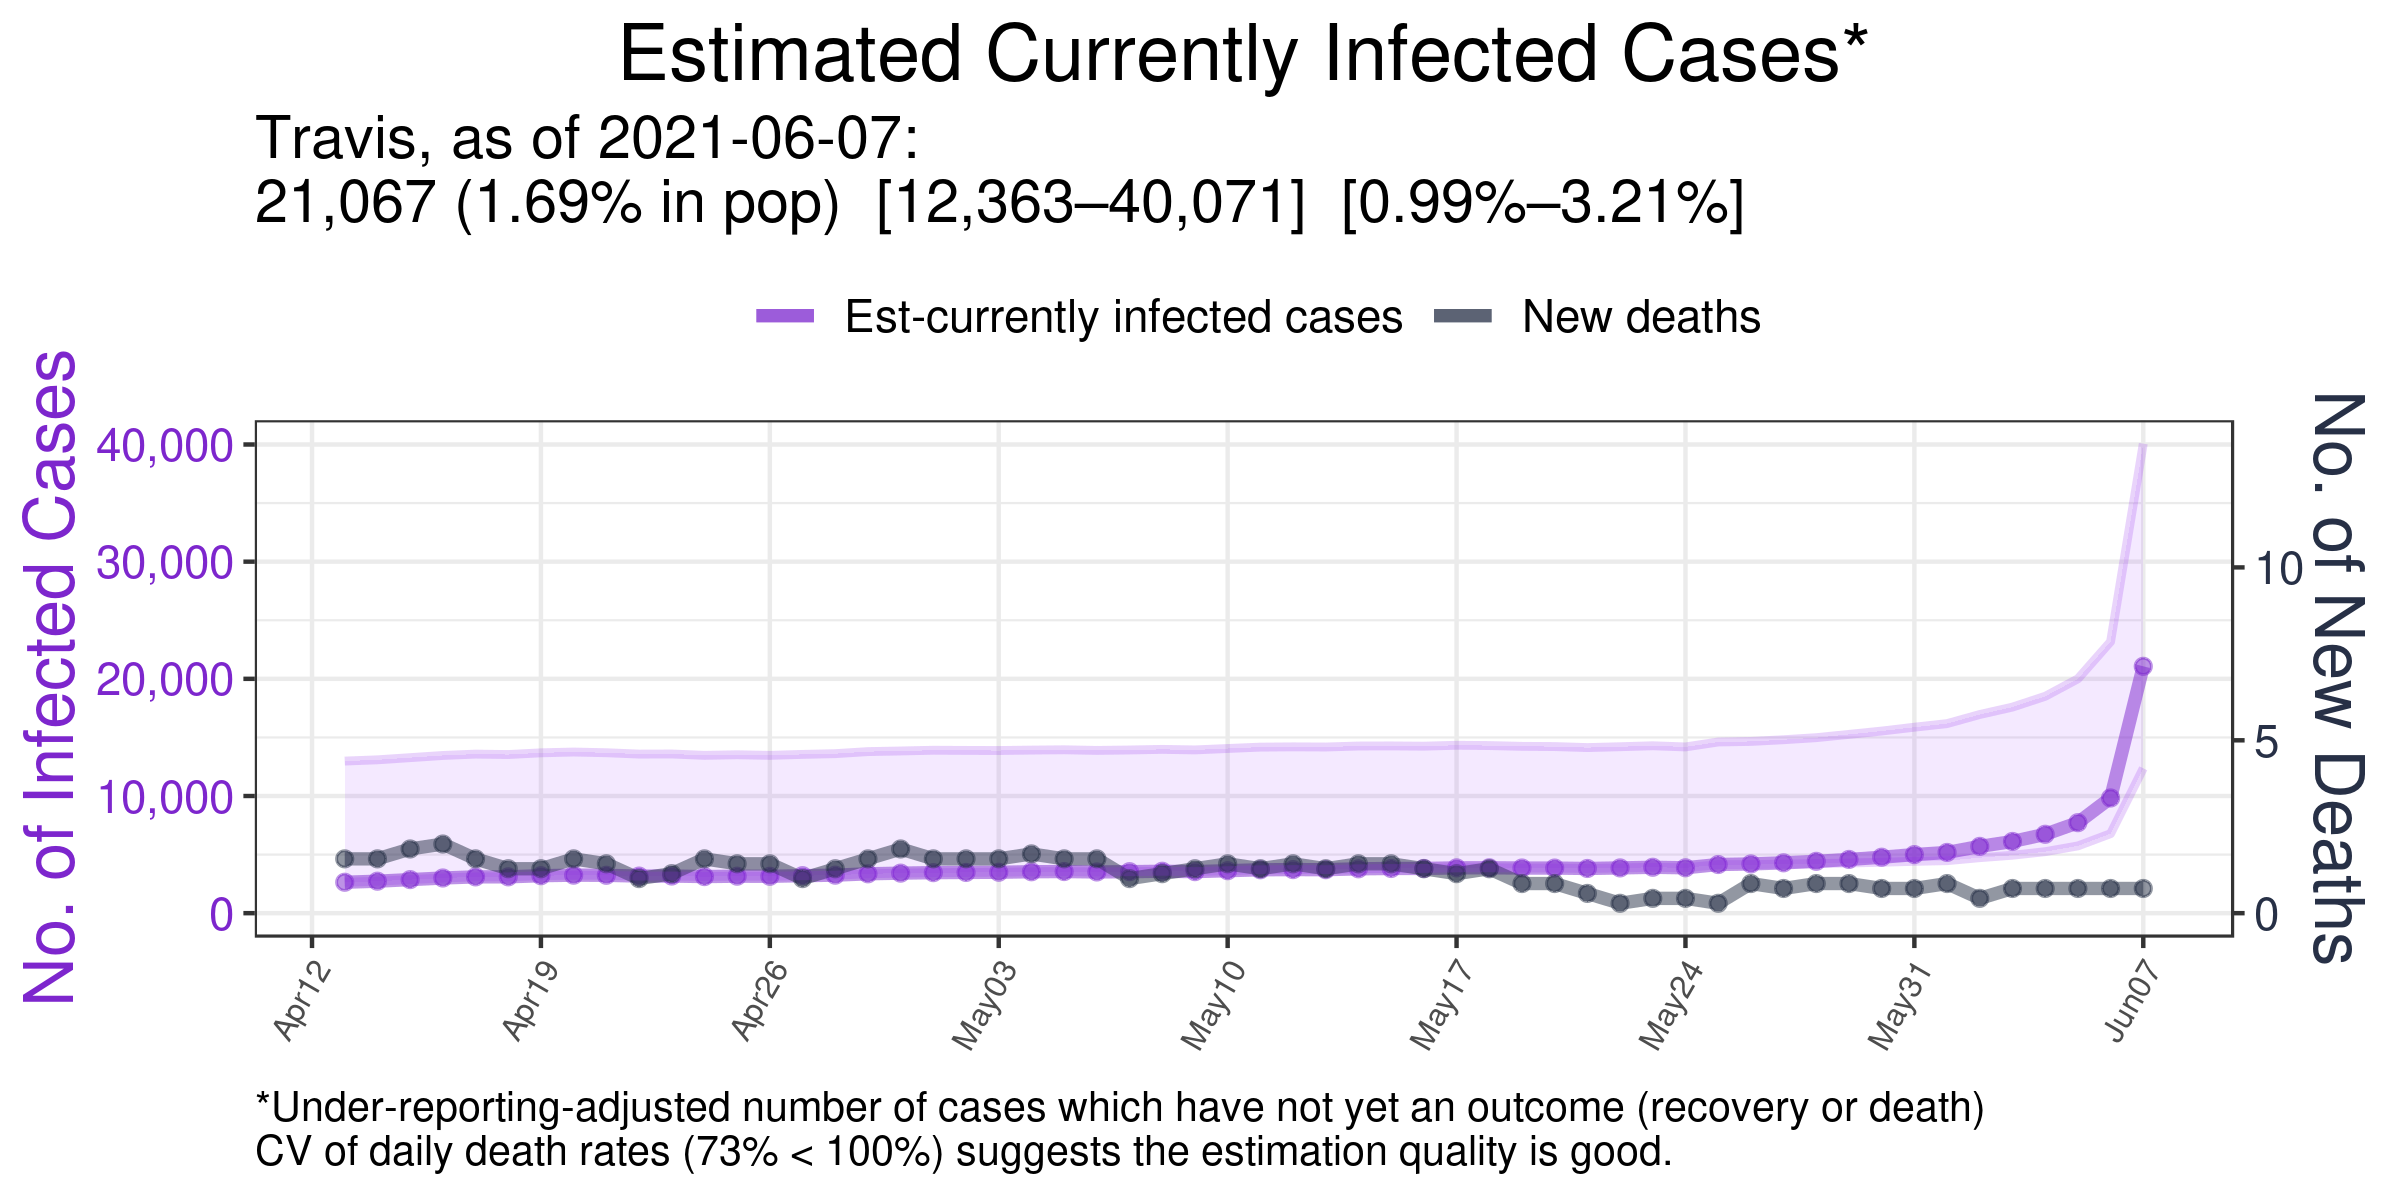 Estimated Currently Infected Cases*
Travis, as of 2021-06-07:
21,067 (1.69% in pop)  [12,363–40,071]  [0.99%–3.21%]
Est-currently infected cases
New deaths
No. of Infected Cases
40,000
30,000
20,000
10,000
0
No. of New Deaths
10
5
0
Apr12
Apr19
Apr26
May03
May10
May17
May24
May31
Jun07
*Under-reporting-adjusted number of cases which have not yet an outcome (recovery or death)
CV of daily death rates (73% < 100%) suggests the estimation quality is good.